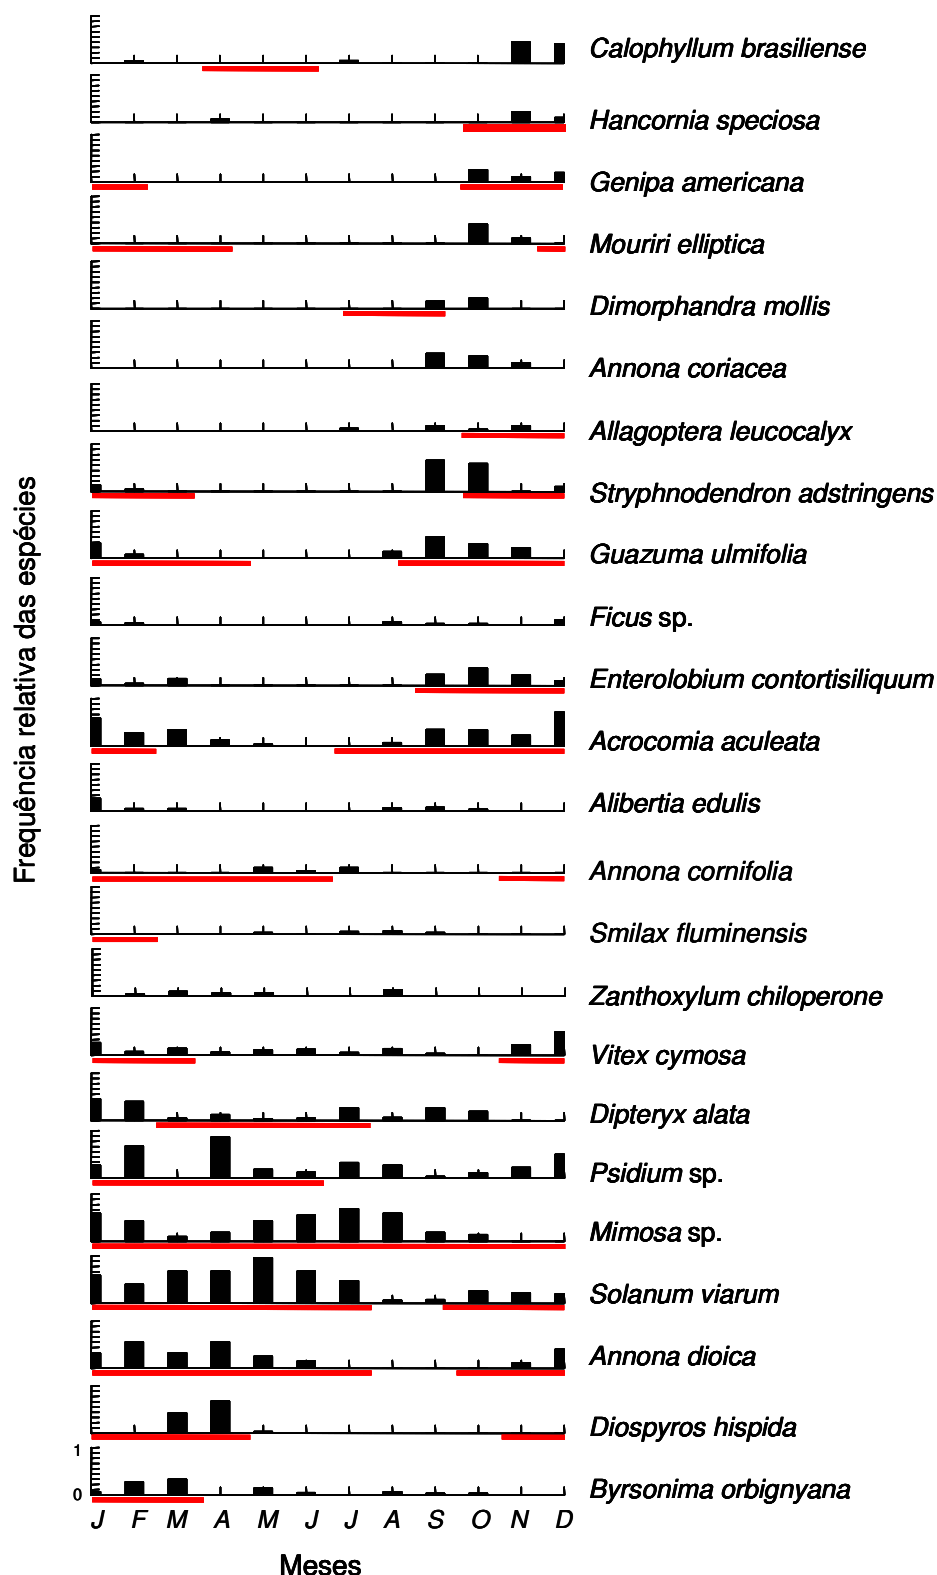 Calophyllum brasiliense
Hancornia speciosa
Genipa americana
Mouriri elliptica
Dimorphandra mollis
Annona coriacea
Allagoptera leucocalyx
Stryphnodendron adstringens
Guazuma ulmifolia
Ficus sp.
Enterolobium contortisiliquum
Acrocomia aculeata
Alibertia edulis
Annona cornifolia
Smilax fluminensis
Zanthoxylum chiloperone
Vitex cymosa
Dipteryx alata
Psidium sp.
Mimosa sp.
Solanum viarum
Annona dioica
Diospyros hispida
Byrsonima orbignyana
Frequência relativa das espécies
1
0
J F M A M J J A S O N D
Meses